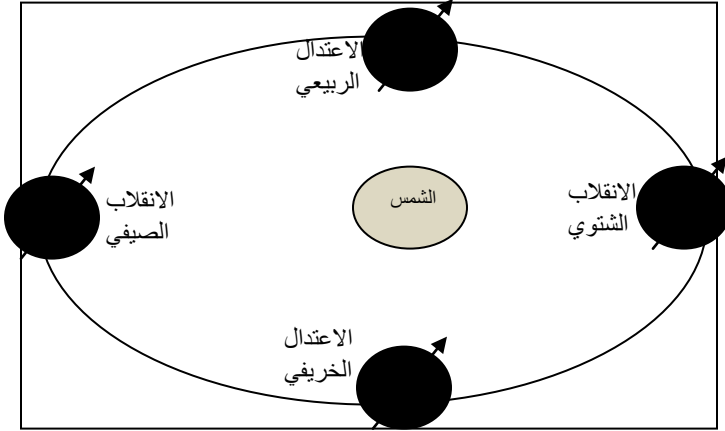 الاعتدال
الربيعي
الانقلاب
الصيفي
الشمس
الانقلاب
الشتوي
الاعتدال
الخريفي